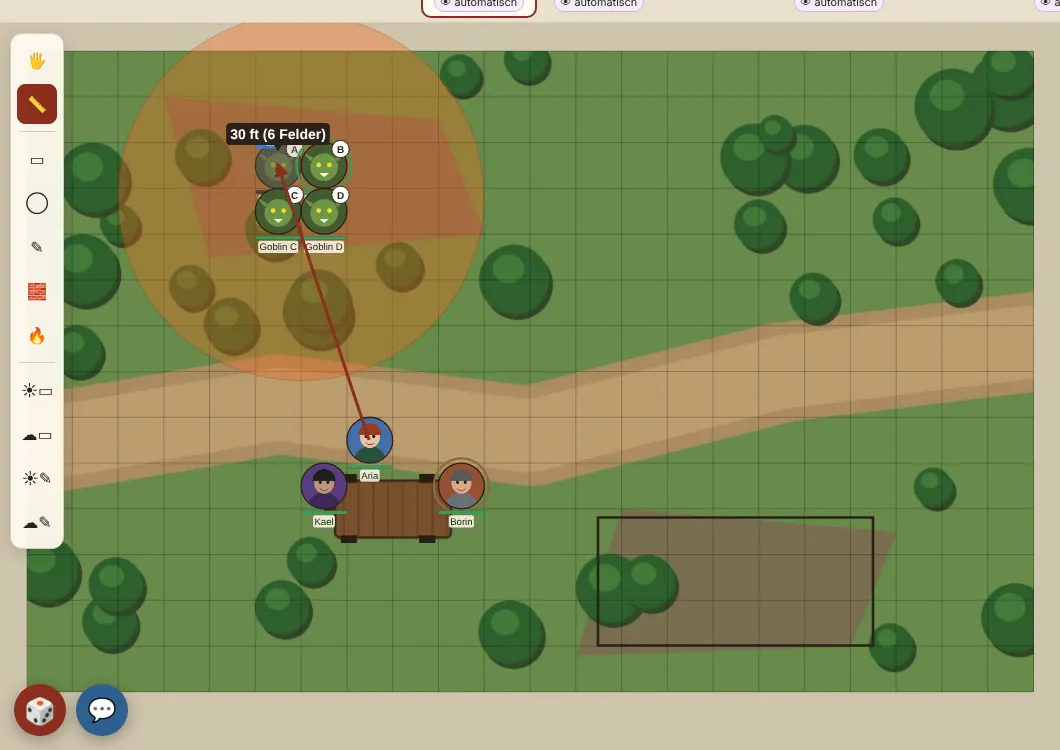 automatisch
automatisch
automatisch
30 ft (6 Felder)
A
B
C
D
Goblin C
Goblin D
Aria
Kael
Borin